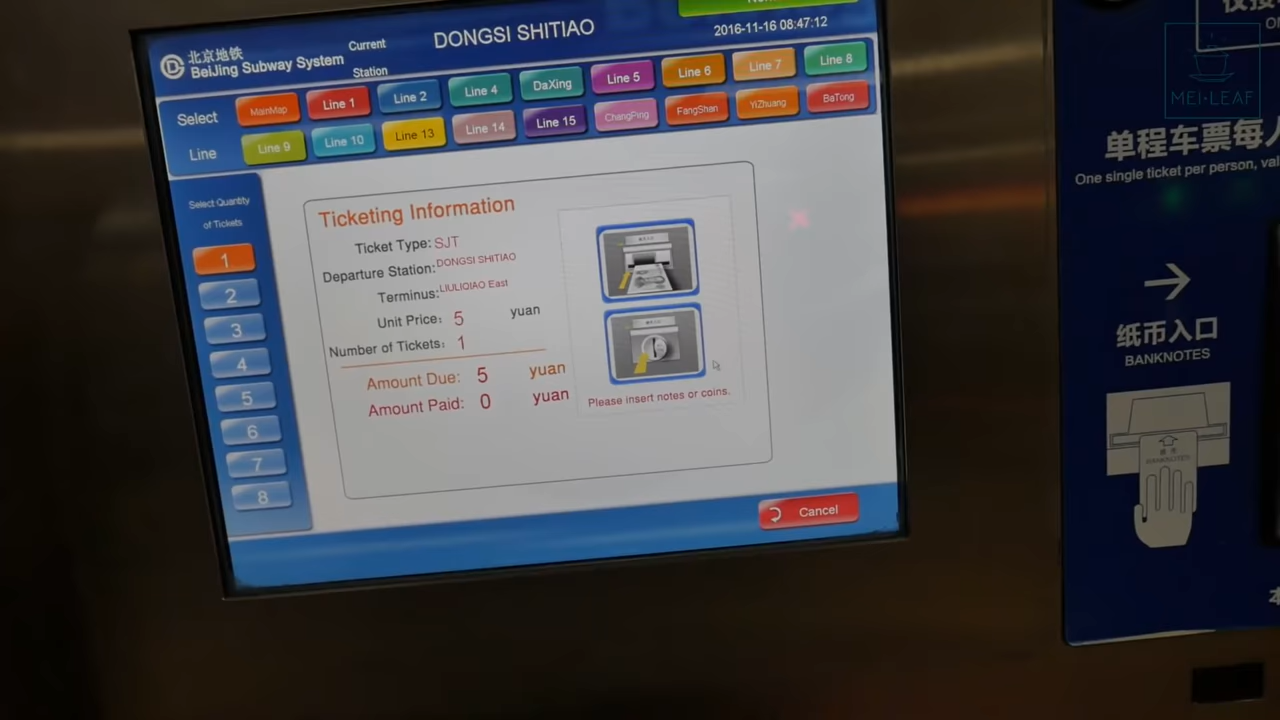 北京地铁
BeiJing Subway System
Current
Station
DONGSI SHITIAO
2016-11-16 08:47:12
Select
Line
MainMap
Line 1
Line 2
Line 4
DaXing
Line 5
Line 6
Line 7
Line 8
Line 9
Line 10
Line 13
Line 14
Line 15
ChangPing
FangShan
YiZhuang
BaTong
Select Quantity
of Tickets
1
2
3
4
5
6
7
8
Ticketing Information
Ticket Type: SJT
Departure Station: DONGSI SHITIAO
Terminus: LIULIQIAO East
Unit Price: 5 yuan
Number of Tickets: 1
Amount Due: 5 yuan
Amount Paid: 0 yuan
Please insert notes or coins.
Cancel
MEI·LEAF
单程车票每人
One single ticket per person, val
纸币入口
BANKNOTES
BANKNOTES